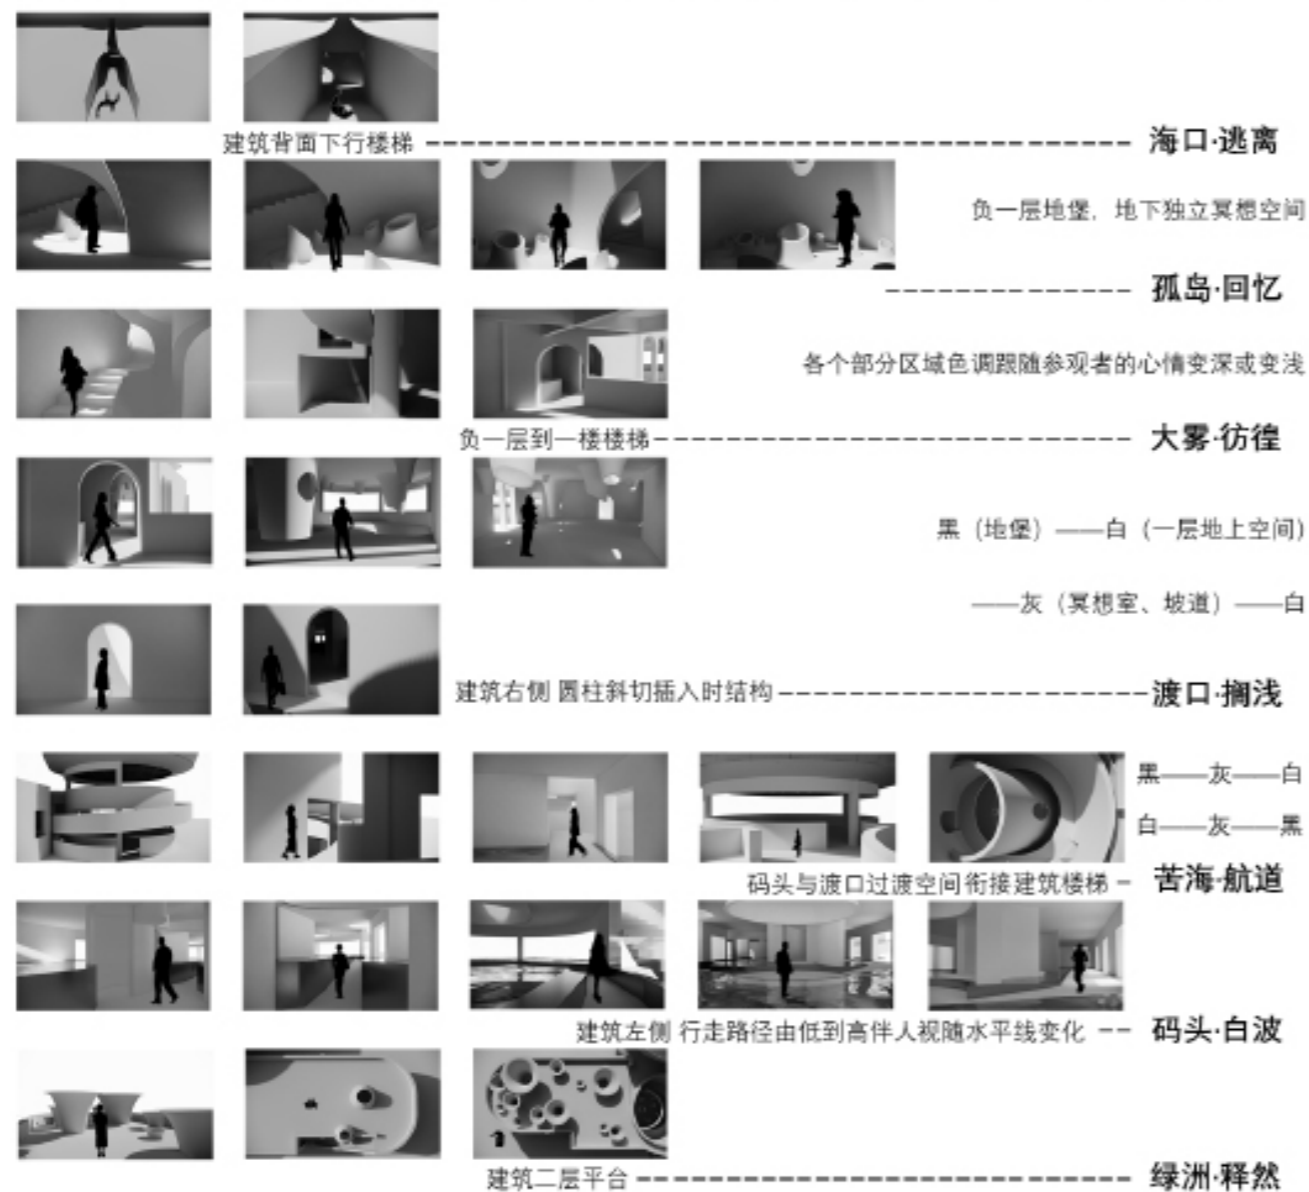 建筑背面下行楼梯
海口·逃离
负一层地堡，地下独立冥想空间
孤岛·回忆
各个部分区域色调跟随参观者的心情变深或变浅
负一层到一楼楼梯
大雾·彷徨
黑（地堡）——白（一层地上空间）
——灰（冥想室、坡道）——白
建筑右侧 圆柱斜切插入时结构
渡口·搁浅
黑——灰——白
白——灰——黑
码头与渡口过渡空间衔接建筑楼梯
苦海·航道
建筑左侧 行走路径由低到高伴人视随水平线变化
码头·白波
建筑二层平台
绿洲·释然